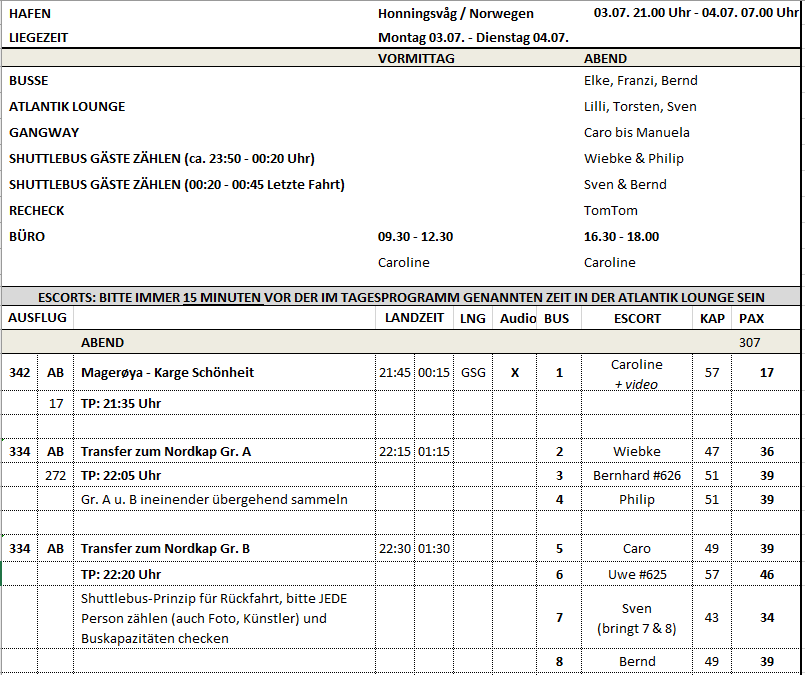 HAFEN Honningsvåg / Norwegen 03.07. 21.00 Uhr - 04.07. 07.00 Uhr
LIEGEZEIT Montag 03.07. - Dienstag 04.07.
VORMITTAG ABEND
BUSSE Elke, Franzi, Bernd
ATLANTIK LOUNGE Lilli, Torsten, Sven
GANGWAY Caro bis Manuela
SHUTTLEBUS GÄSTE ZÄHLEN (ca. 23:50 - 00:20 Uhr) Wiebke & Philip
SHUTTLEBUS GÄSTE ZÄHLEN (00:20 - 00:45 Letzte Fahrt) Sven & Bernd
RECHECK TomTom
BÜRO 09.30 - 12.30 16.30 - 18.00
Caroline Caroline
ESCORTS: BITTE IMMER 15 MINUTEN VOR DER IM TAGESPROGRAMM GENANNTEN ZEIT IN DER ATLANTIK LOUNGE SEIN
AUSFLUG LANDZEIT LNG Audio BUS ESCORT KAP PAX
ABEND 307
342 AB Magerøya - Karge Schönheit 21:45 00:15 GSG X 1 Caroline 57 17
+ video
17 TP: 21:35 Uhr
334 AB Transfer zum Nordkap Gr. A 22:15 01:15 2 Wiebke 47 36
272 TP: 22:05 Uhr 3 Bernhard #626 51 39
Gr. A u. B ineinender übergehend sammeln 4 Philip 51 39
334 AB Transfer zum Nordkap Gr. B 22:30 01:30 5 Caro 49 39
TP: 22:20 Uhr 6 Uwe #625 57 46
Shuttlebus-Prinzip für Rückfahrt, bitte JEDE
Person zählen (auch Foto, Künstler) und 7 Sven 43 34
Buskapazitäten checken (bringt 7 & 8)
8 Bernd 49 39